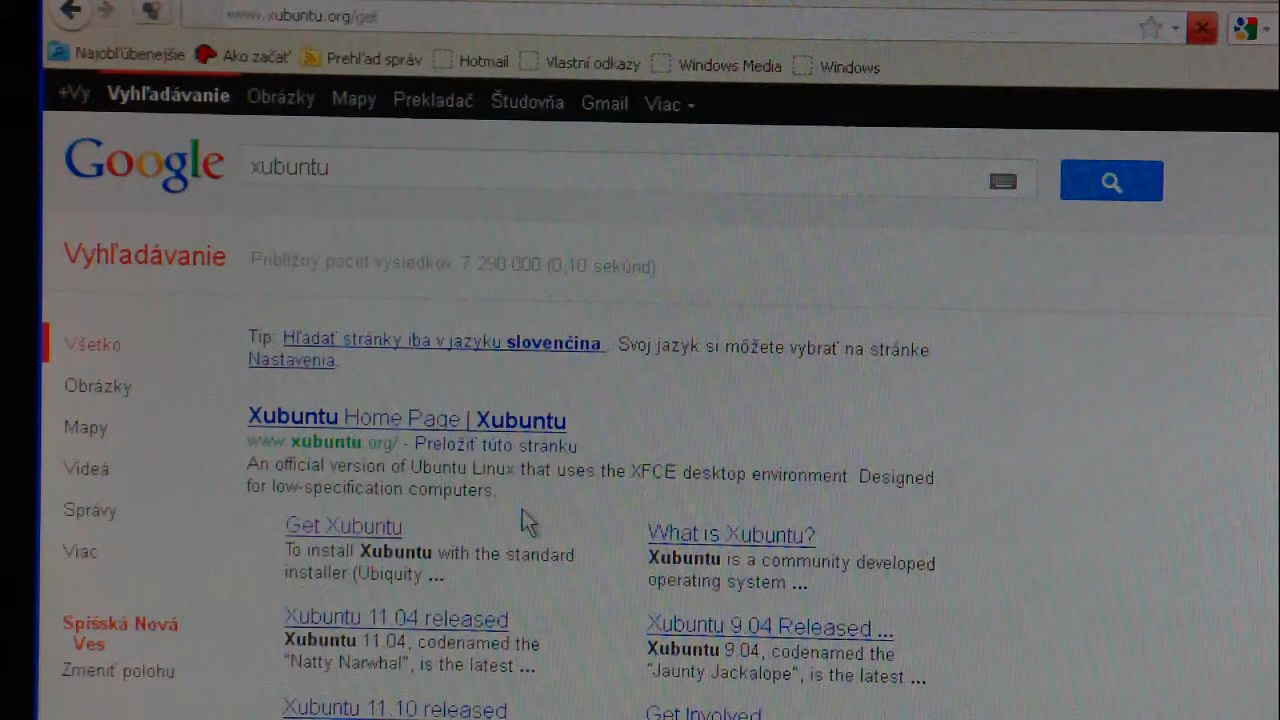 www.xubuntu.org/get
Najobľúbenejšie Ako začať Prehľad správ Hotmail Vlastní odkazy Windows Media Windows
+Vy Vyhľadávanie Obrázky Mapy Prekladač Študovňa Gmail Viac
Google xubuntu
Vyhľadávanie Približný počet výsledkov: 7 290 000 (0,10 sekúnd)
Tip: Hľadať stránky iba v jazyku slovenčina. Svoj jazyk si môžete vybrať na stránke
Nastavenia.
Všetko
Obrázky
Mapy
Videá
Správy
Viac
Spišská Nová
Ves
Zmeniť polohu
Xubuntu Home Page | Xubuntu
www.xubuntu.org/ - Preložiť túto stránku
An official version of Ubuntu Linux that uses the XFCE desktop environment. Designed
for low-specification computers.
Get Xubuntu
To install Xubuntu with the standard
installer (Ubiquity ...
What is Xubuntu?
Xubuntu is a community developed
operating system ...
Xubuntu 11.04 released
Xubuntu 11.04, codenamed the
"Natty Narwhal", is the latest ...
Xubuntu 9.04 Released ...
Xubuntu 9.04, codenamed the
"Jaunty Jackalope", is the latest ...
Xubuntu 11.10 released
Get Involved